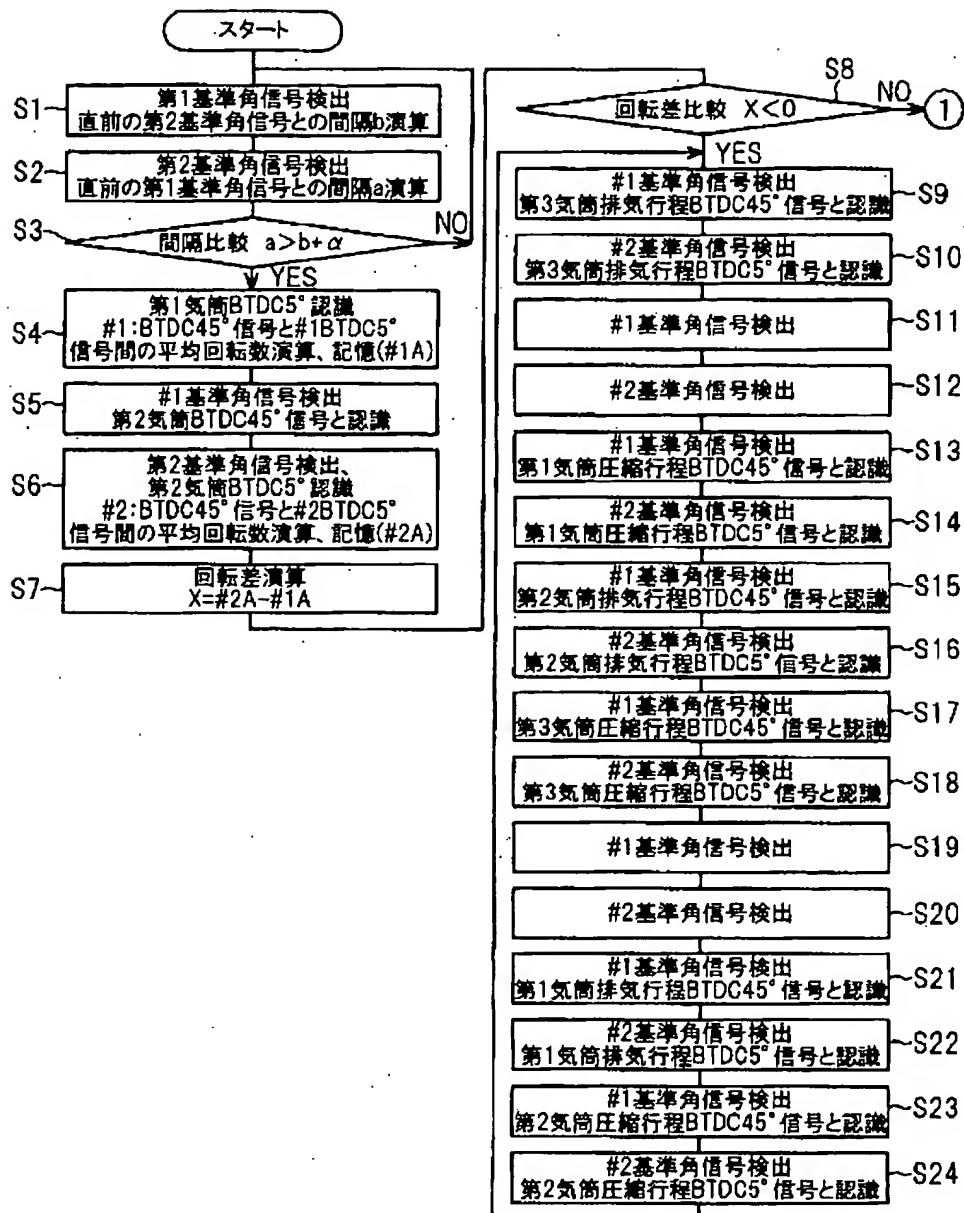 スタート
S1
第1基準角信号検出
直前の第2基準角信号との間隔b演算
S2
第2基準角信号検出
直前の第1基準角信号との間隔a演算
S3
間隔比較 a>b+α
NO
YES
S4
第1気筒BTDC5°認識
#1:BTDC45°信号と#1BTDC5°
信号間の平均回転数演算、記憶(#1A)
S5
#1基準角信号検出
第2気筒BTDC45°信号と認識
S6
第2基準角信号検出、
第2気筒BTDC5°認識
#2:BTDC45°信号と#2BTDC5°
信号間の平均回転数演算、記憶(#2A)
S7
回転差演算
X=#2A-#1A
S8
回転差比較 X<0
NO
1
YES
#1基準角信号検出
第3気筒排気行程BTDC45°信号と認識
S9
#2基準角信号検出
第3気筒排気行程BTDC5°信号と認識
S10
#1基準角信号検出
S11
#2基準角信号検出
S12
#1基準角信号検出
第1気筒圧縮行程BTDC45°信号と認識
S13
#2基準角信号検出
第1気筒圧縮行程BTDC5°信号と認識
S14
#1基準角信号検出
第2気筒排気行程BTDC45°信号と認識
S15
#2基準角信号検出
第2気筒排気行程BTDC5°信号と認識
S16
#1基準角信号検出
第3気筒圧縮行程BTDC45°信号と認識
S17
#2基準角信号検出
第3気筒圧縮行程BTDC5°信号と認識
S18
#1基準角信号検出
S19
#2基準角信号検出
S20
#1基準角信号検出
第1気筒排気行程BTDC45°信号と認識
S21
#2基準角信号検出
第1気筒排気行程BTDC5°信号と認識
S22
#1基準角信号検出
第2気筒圧縮行程BTDC45°信号と認識
S23
#2基準角信号検出
第2気筒圧縮行程BTDC5°信号と認識
S24